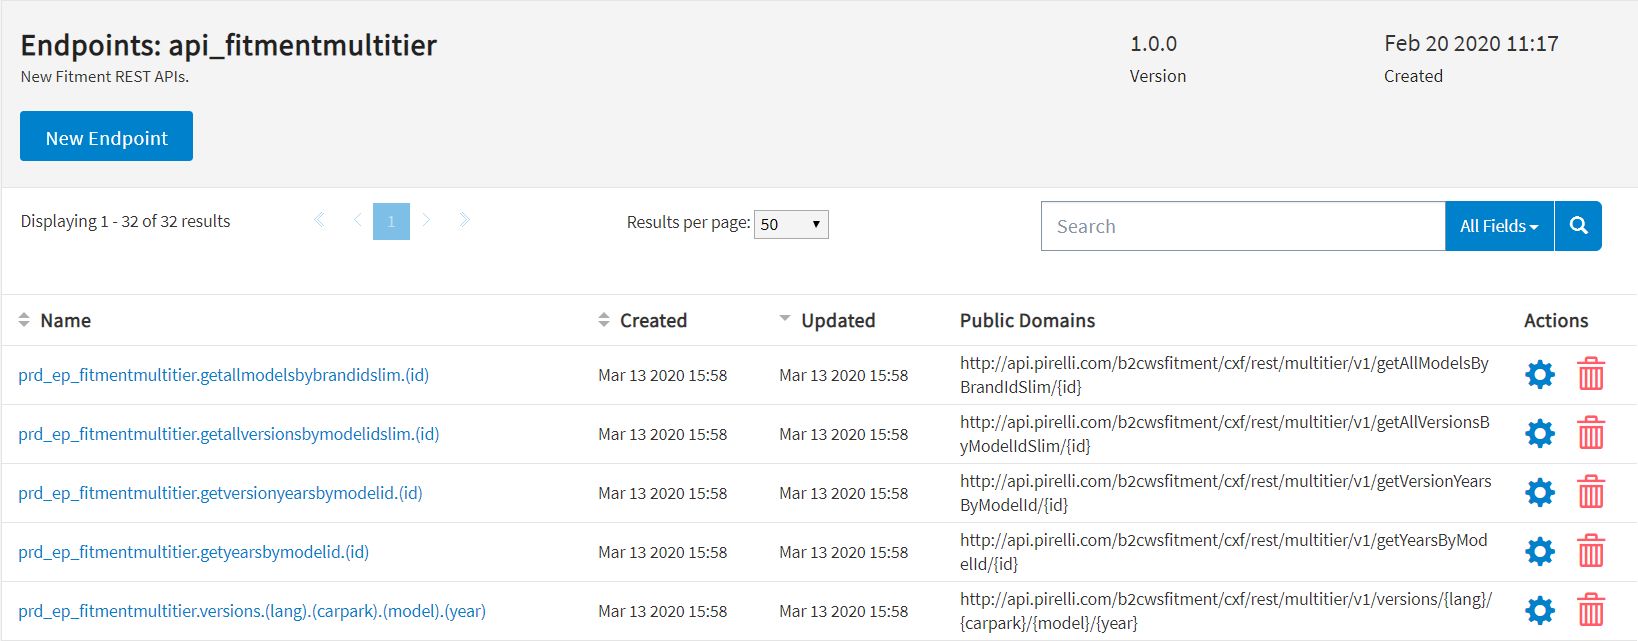 Endpoints: api_fitmentmultitier
New Fitment REST APIs.
1.0.0
Version
Feb 20 2020 11:17
Created
New Endpoint
Displaying 1 - 32 of 32 results
1
Results per page: 50
Search
All Fields
Name Created Updated Public Domains Actions
prd_ep_fitmentmultitier.getallmodelsbybrandidslim.(id) Mar 13 2020 15:58 Mar 13 2020 15:58 http://api.pirelli.com/b2cwsfitment/cxf/rest/multitier/v1/getAllModelsBy
BrandIdSlim/{id}
prd_ep_fitmentmultitier.getallversionsbymodelidslim.(id) Mar 13 2020 15:58 Mar 13 2020 15:58 http://api.pirelli.com/b2cwsfitment/cxf/rest/multitier/v1/getAllVersionsB
yModelIdSlim/{id}
prd_ep_fitmentmultitier.getversionyearsbymodelid.(id) Mar 13 2020 15:58 Mar 13 2020 15:58 http://api.pirelli.com/b2cwsfitment/cxf/rest/multitier/v1/getVersionYears
ByModelId/{id}
prd_ep_fitmentmultitier.getyearsbymodelid.(id) Mar 13 2020 15:58 Mar 13 2020 15:58 http://api.pirelli.com/b2cwsfitment/cxf/rest/multitier/v1/getYearsByMod
elId/{id}
prd_ep_fitmentmultitier.versions.(lang).(carpark).(model).(year) Mar 13 2020 15:58 Mar 13 2020 15:58 http://api.pirelli.com/b2cwsfitment/cxf/rest/multitier/v1/versions/{lang}/
{carpark}/{model}/{year}